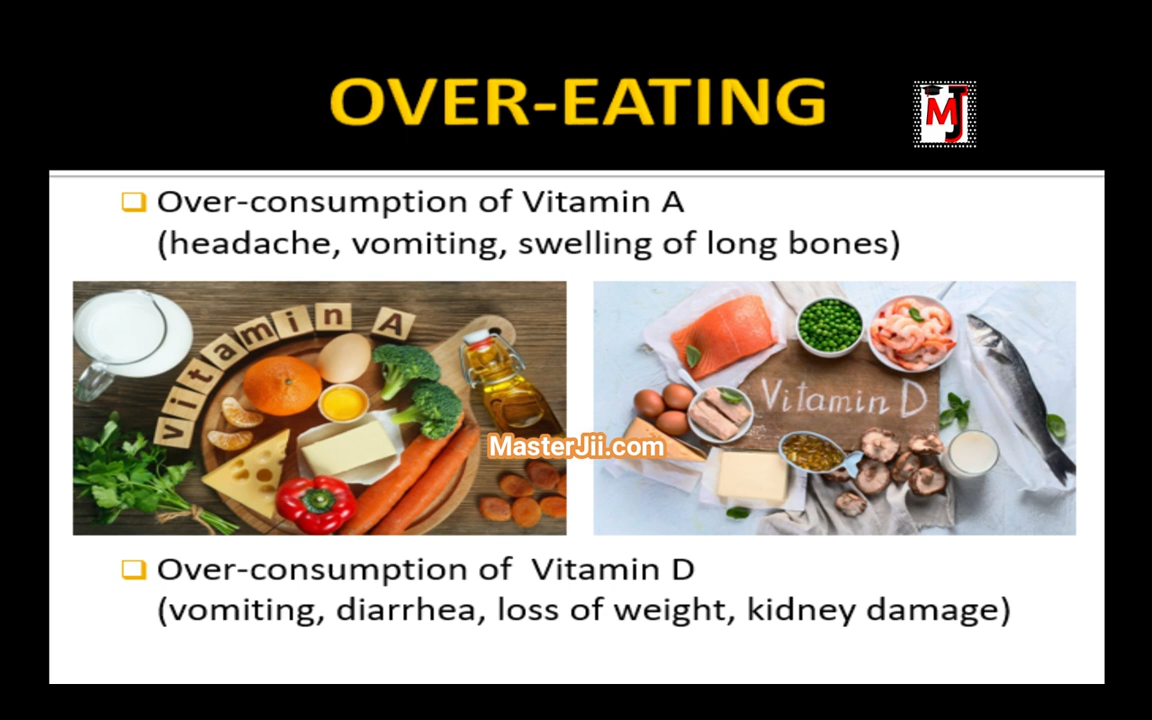 OVER-EATING
MJ
Over-consumption of Vitamin A
(headache, vomiting, swelling of long bones)
vitamin A
Vitamin D
MasterJii.com
Over-consumption of Vitamin D
(vomiting, diarrhea, loss of weight, kidney damage)